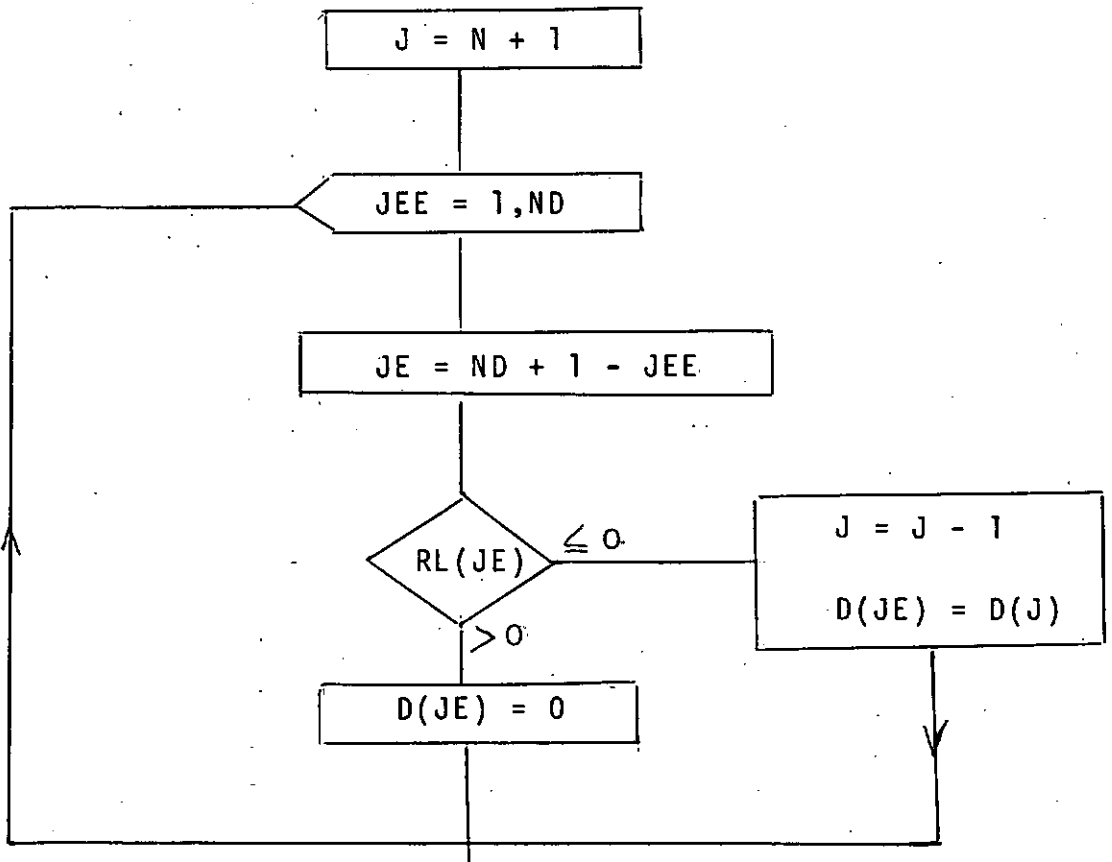 J = N + 1
JEE = 1,ND
JE = ND + 1 - JEE
RL(JE)
≦ 0
J = J - 1
D(JE) = D(J)
> 0
D(JE) = 0